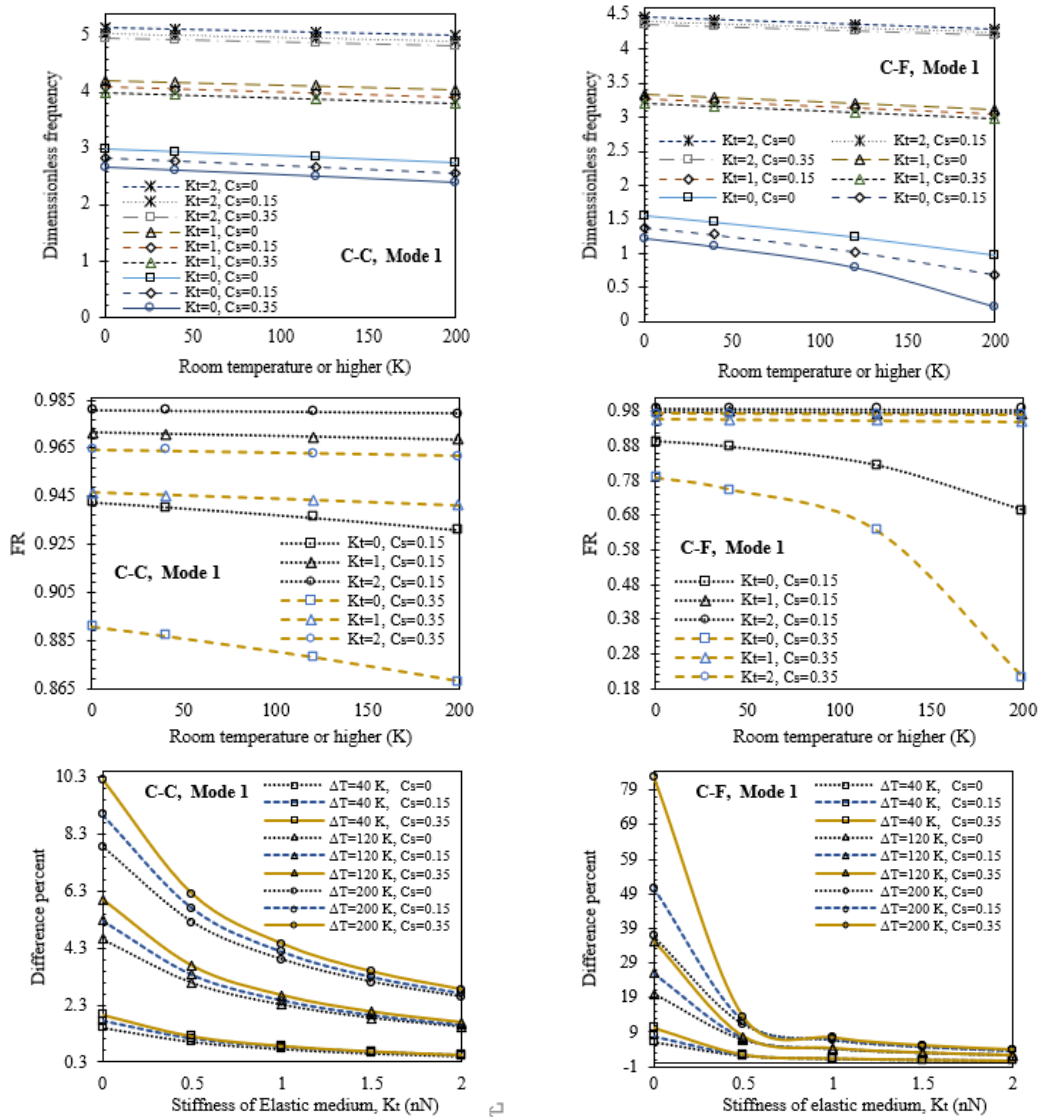 5
4
3
2
1
0
Dimenssionless frequency
Kt=2, Cs=0
Kt=2, Cs=0.15
Kt=2, Cs=0.35
Kt=1, Cs=0
Kt=1, Cs=0.15
Kt=1, Cs=0.35
Kt=0, Cs=0
Kt=0, Cs=0.15
Kt=0, Cs=0.35
C-C, Mode 1
0 50 100 150 200
Room temperature or higher (K)
4.5
4
3.5
3
2.5
2
1.5
1
0.5
0
Dimenssionless frequency
C-F, Mode 1
Kt=2, Cs=0 Kt=2, Cs=0.15
Kt=2, Cs=0.35 Kt=1, Cs=0
Kt=1, Cs=0.15 Kt=1, Cs=0.35
Kt=0, Cs=0 Kt=0, Cs=0.15
0 50 100 150 200
Room temperature or higher (K)
0.985
0.965
0.945
0.925
0.905
0.885
0.865
FR
C-C, Mode 1
Kt=0, Cs=0.15
Kt=1, Cs=0.15
Kt=2, Cs=0.15
Kt=0, Cs=0.35
Kt=1, Cs=0.35
Kt=2, Cs=0.35
0 50 100 150 200
Room temperature or higher (K)
0.98
0.88
0.78
0.68
0.58
0.48
0.38
0.28
0.18
FR
C-F, Mode 1
Kt=0, Cs=0.15
Kt=1, Cs=0.15
Kt=2, Cs=0.15
Kt=0, Cs=0.35
Kt=1, Cs=0.35
Kt=2, Cs=0.35
0 50 100 150 200
Room temperature or higher (K)
10.3
8.3
6.3
4.3
2.3
0.3
Difference percent
C-C, Mode 1
ΔT=40 K, Cs=0
ΔT=40 K, Cs=0.15
ΔT=40 K, Cs=0.35
ΔT=120 K, Cs=0
ΔT=120 K, Cs=0.15
ΔT=120 K, Cs=0.35
ΔT=200 K, Cs=0
ΔT=200 K, Cs=0.15
ΔT=200 K, Cs=0.35
0 0.5 1 1.5 2
Stiffness of Elastic medium, Kt (nN)
79
69
59
49
39
29
19
9
-1
Difference percent
C-F, Mode 1
ΔT=40 K, Cs=0
ΔT=40 K, Cs=0.15
ΔT=40 K, Cs=0.35
ΔT=120 K, Cs=0
ΔT=120 K, Cs=0.15
ΔT=120 K, Cs=0.35
ΔT=200 K, Cs=0
ΔT=200 K, Cs=0.15
ΔT=200 K, Cs=0.35
0 0.5 1 1.5 2
Stiffness of elastic medium, Kt (nN)